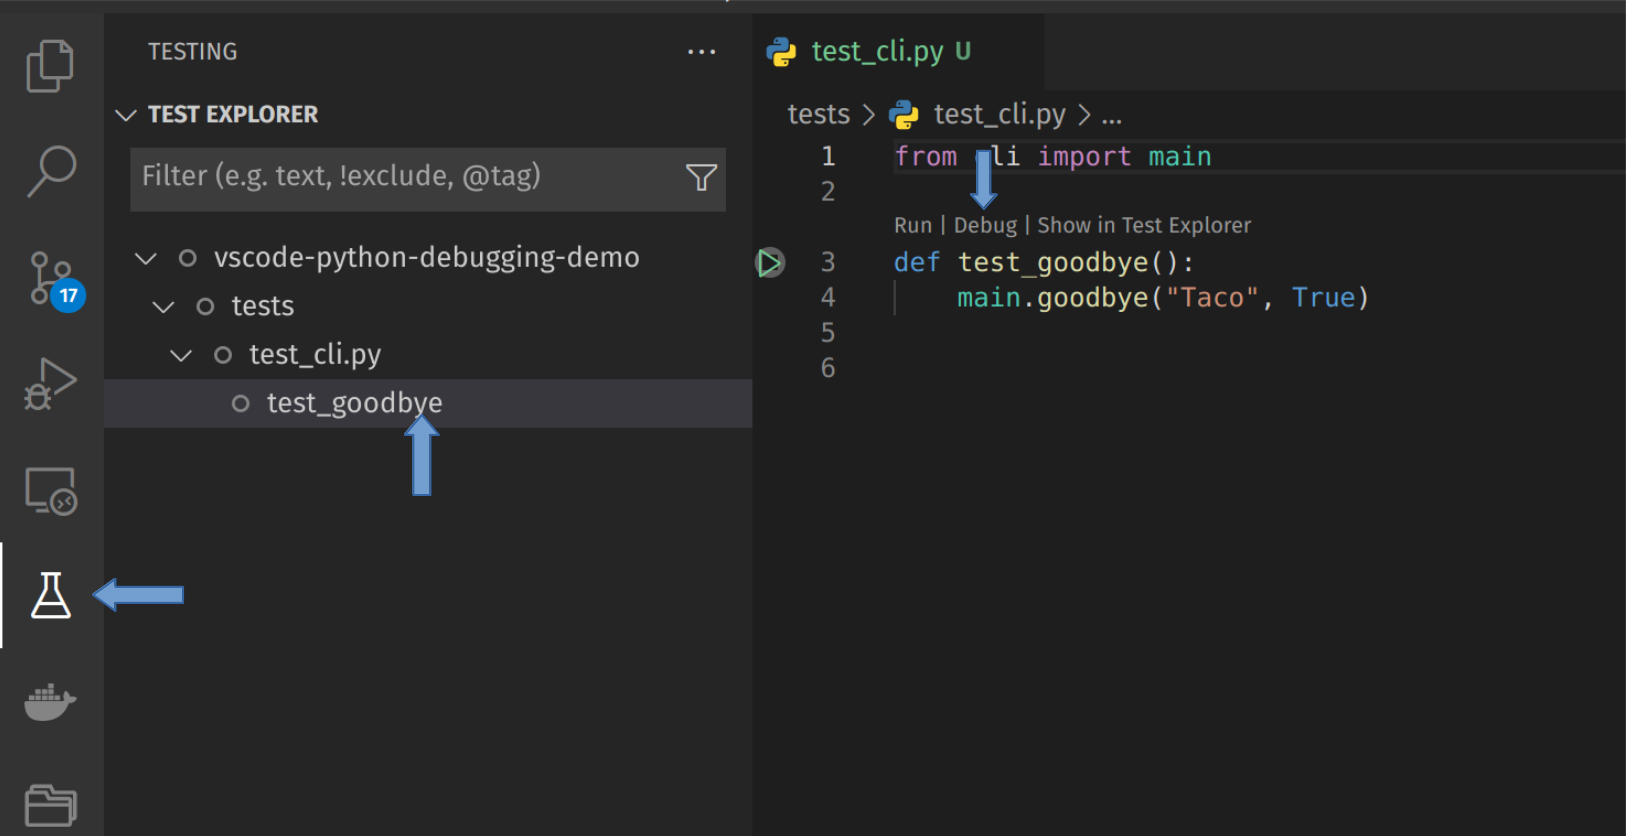 TESTING
TEST EXPLORER
Filter (e.g. text, !exclude, @tag)
vscode-python-debugging-demo
tests
test_cli.py
test_goodbye
17
test_cli.py U
tests > test_cli.py > ...
1 from cli import main
2
Run | Debug | Show in Test Explorer
3 def test_goodbye():
4 main.goodbye("Taco", True)
5
6